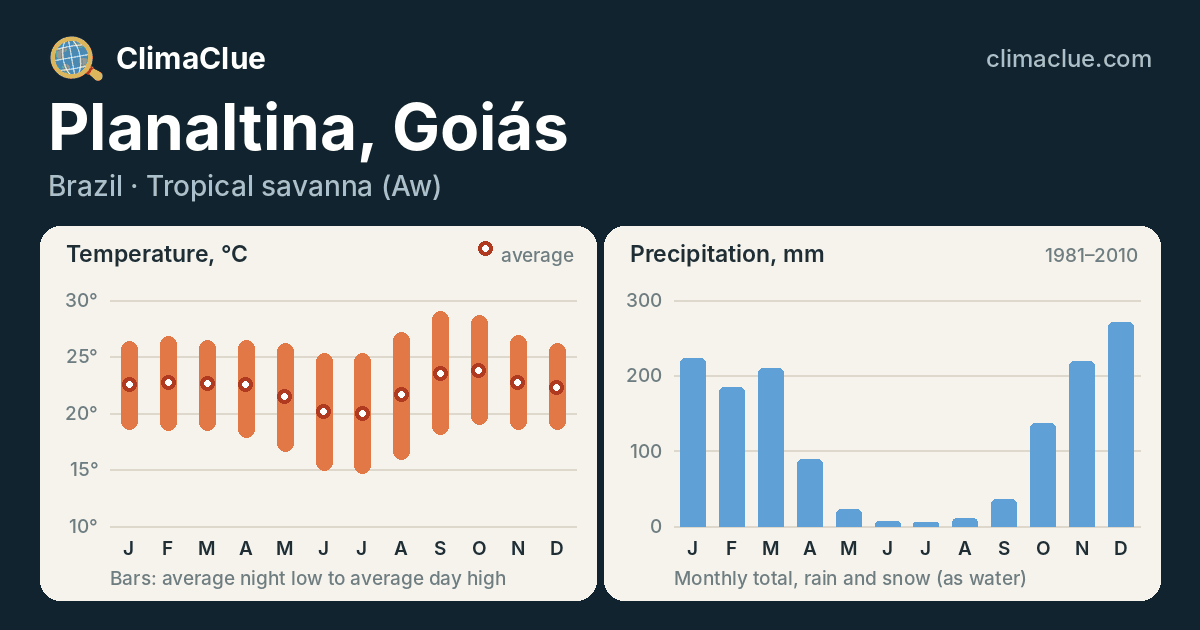 ClimaClue
climaclue.com
Planaltina, Goiás
Brazil · Tropical savanna (Aw)
Temperature, °C
average
30°
25°
20°
15°
10°
J F M A M J J A S O N D
Bars: average night low to average day high
Precipitation, mm
1981–2010
300
200
100
0
J F M A M J J A S O N D
Monthly total, rain and snow (as water)